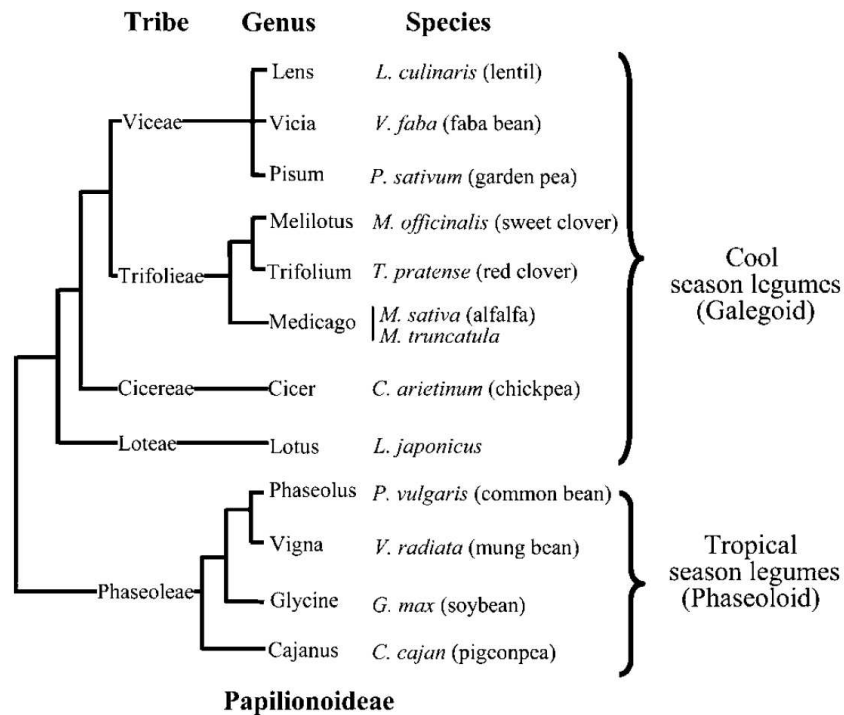 Tribe Genus Species
Lens L. culinaris (lentil)
Viceae Vicia V. faba (faba bean)
Pisum P. sativum (garden pea)
Melilotus M. officinalis (sweet clover)
Trifolieae Trifolium T. pratense (red clover)
Medicago M. sativa (alfalfa)
M. truncatula
Cicereae Cicer C. arietinum (chickpea)
Loteae Lotus L. japonicus
Cool
season legumes
(Galegoid)
Phaseolus P. vulgaris (common bean)
Vigna V. radiata (mung bean)
Phaseoleae Glycine G. max (soybean)
Cajanus C. cajan (pigeonpea)
Tropical
season legumes
(Phaseoloid)
Papilionoideae